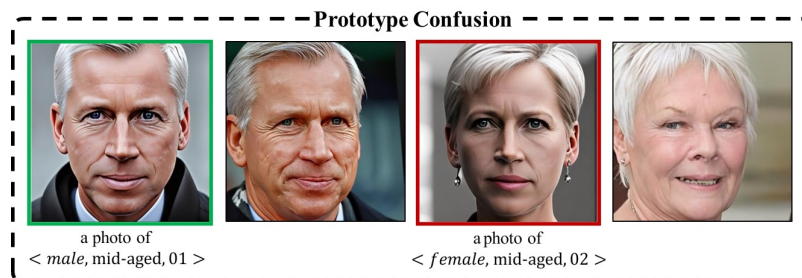 Prototype Confusion
a photo of
< male, mid-aged, 01 >
a photo of
< female, mid-aged, 02 >